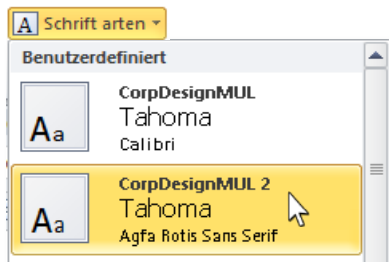 A Schrift arten
Benutzerdefiniert
Aa
CorpDesignMUL
Tahoma
Calibri
Aa
CorpDesignMUL 2
Tahoma
Agfa Rotis Sans Serif